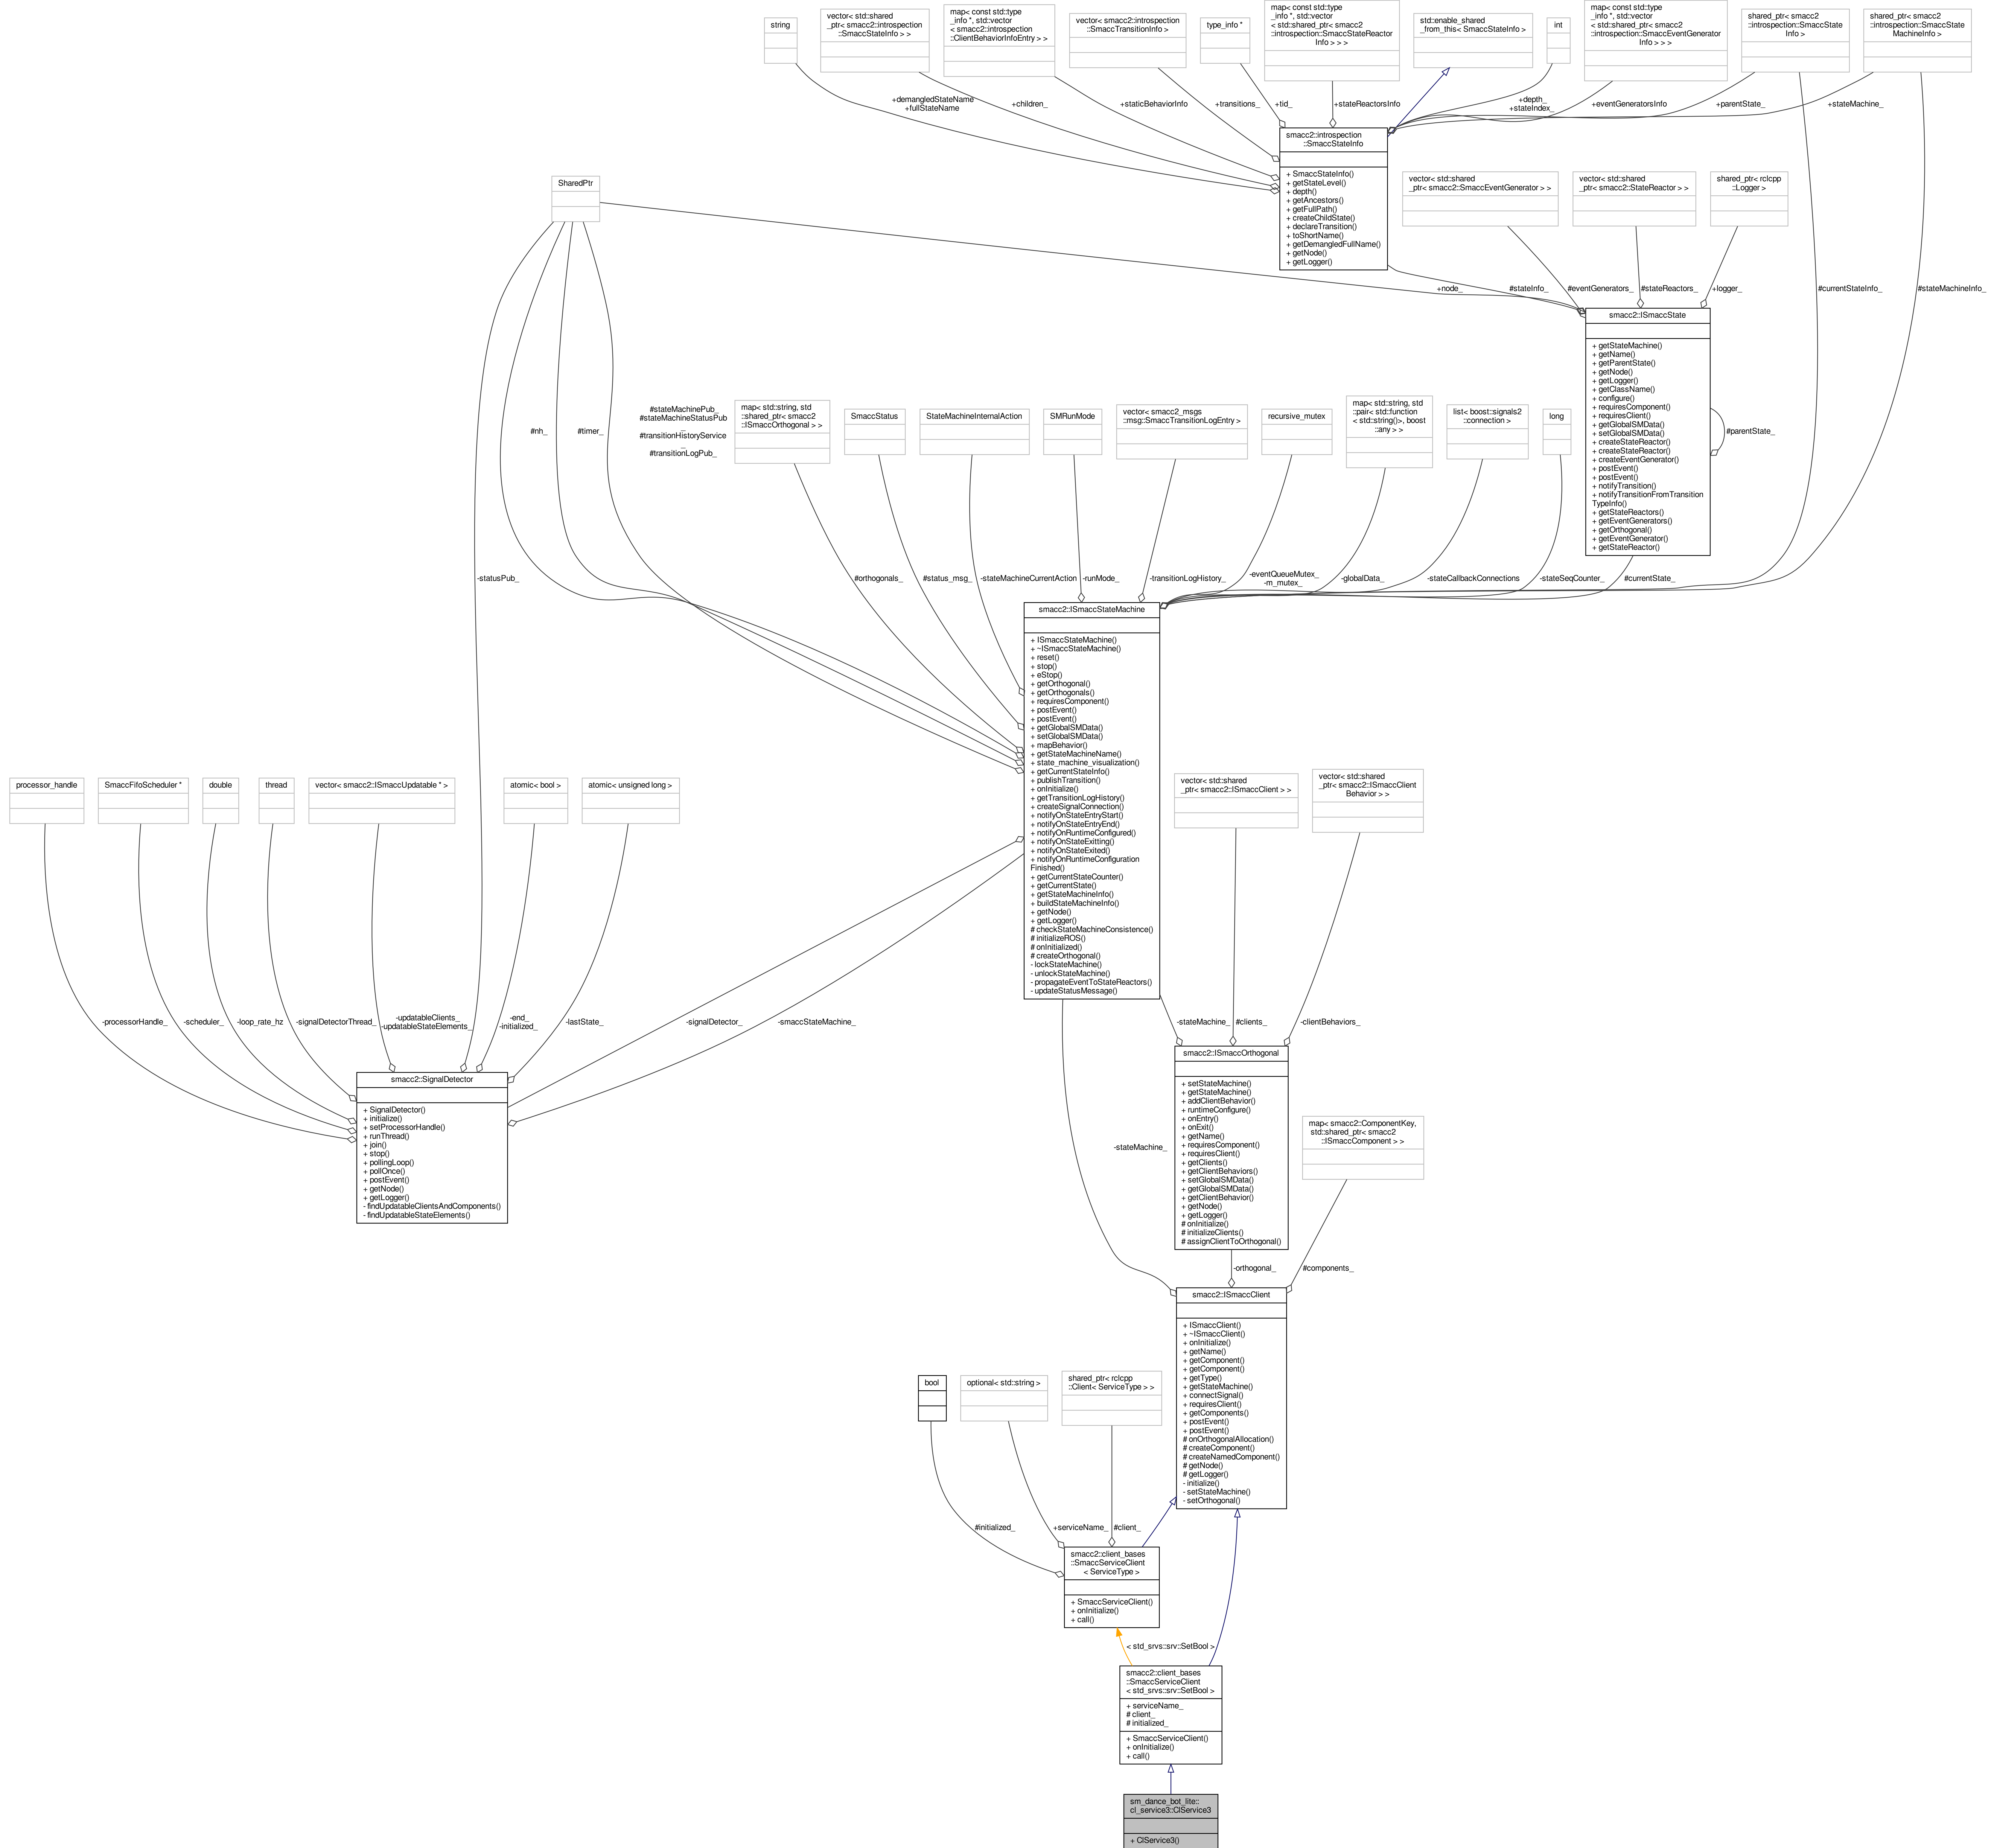 string
vector< std::shared
_ptr< smacc2::introspection
::SmaccStateInfo > >
map< const std::type
_info *, std::vector
< smacc2::introspection
::ClientBehaviorInfoEntry > >
vector< smacc2::introspection
::SmaccTransitionInfo >
type_info *
map< const std::type
_info *, std::vector
< std::shared_ptr< smacc2
::introspection::SmaccStateReactor
Info > > >
std::enable_shared
_from_this< SmaccStateInfo >
int
map< const std::type
_info *, std::vector
< std::shared_ptr< smacc2
::introspection::SmaccEventGenerator
Info > > >
shared_ptr< smacc2
::introspection::SmaccState
Info >
shared_ptr< smacc2
::introspection::SmaccState
MachineInfo >
+demangledStateName
+fullStateName
+children_
+staticBehaviorInfo
+transitions_
+tid_
+stateReactorsInfo
+depth_
+stateIndex_
+eventGeneratorsInfo
+parentState_
+stateMachine_
smacc2::introspection
::SmaccStateInfo
+ SmaccStateInfo()
+ getStateLevel()
+ depth()
+ getAncestors()
+ getFullPath()
+ createChildState()
+ declareTransition()
+ toShortName()
+ getDemangledFullName()
+ getNode()
+ getLogger()
SharedPtr
vector< std::shared
_ptr< smacc2::SmaccEventGenerator > >
vector< std::shared
_ptr< smacc2::StateReactor > >
shared_ptr< rclcpp
::Logger >
+node_
#stateInfo_
#eventGenerators_
#stateReactors_
+logger_
#currentStateInfo_
#stateMachineInfo_
smacc2::ISmaccState
+ getStateMachine()
+ getName()
+ getParentState()
+ getNode()
+ getLogger()
+ getClassName()
+ configure()
+ requiresComponent()
+ requiresClient()
+ getGlobalSMData()
+ setGlobalSMData()
+ createStateReactor()
+ createStateReactor()
+ createEventGenerator()
+ postEvent()
+ postEvent()
+ notifyTransition()
+ notifyTransitionFromTransition
TypeInfo()
+ getStateReactors()
+ getEventGenerators()
+ getOrthogonal()
+ getEventGenerator()
+ getStateReactor()
#parentState_
#nh_
#timer_
#stateMachinePub_
#stateMachineStatusPub
_
#transitionHistoryService
_
#transitionLogPub_
map< std::string, std
::shared_ptr< smacc2
::ISmaccOrthogonal > >
SmaccStatus
StateMachineInternalAction
SMRunMode
vector< smacc2_msgs
::msg::SmaccTransitionLogEntry >
recursive_mutex
map< std::string, std
::pair< std::function
< std::string()>, boost
::any > >
list< boost::signals2
::connection >
long
-statusPub_
#orthogonals_
#status_msg_
-stateMachineCurrentAction
-runMode_
-transitionLogHistory_
-eventQueueMutex_
-m_mutex_
-globalData_
-stateCallbackConnections
-stateSeqCounter_
#currentState_
smacc2::ISmaccStateMachine
+ ISmaccStateMachine()
+ ~ISmaccStateMachine()
+ reset()
+ stop()
+ eStop()
+ getOrthogonal()
+ getOrthogonals()
+ requiresComponent()
+ postEvent()
+ postEvent()
+ getGlobalSMData()
+ setGlobalSMData()
+ mapBehavior()
+ getStateMachineName()
+ state_machine_visualization()
+ getCurrentStateInfo()
+ publishTransition()
+ onInitialize()
+ getTransitionLogHistory()
+ createSignalConnection()
+ notifyOnStateEntryStart()
+ notifyOnStateEntryEnd()
+ notifyOnRuntimeConfigured()
+ notifyOnStateExitting()
+ notifyOnStateExited()
+ notifyOnRuntimeConfiguration
Finished()
+ getCurrentStateCounter()
+ getCurrentState()
+ getStateMachineInfo()
+ buildStateMachineInfo()
+ getNode()
+ getLogger()
# checkStateMachineConsistence()
# initializeROS()
# onInitialized()
# createOrthogonal()
- lockStateMachine()
- unlockStateMachine()
- propagateEventToStateReactors()
- updateStatusMessage()
processor_handle
SmaccFifoScheduler *
double
thread
vector< smacc2::ISmaccUpdatable * >
atomic< bool >
atomic< unsigned long >
vector< std::shared
_ptr< smacc2::ISmaccClient > >
vector< std::shared
_ptr< smacc2::ISmaccClient
Behavior > >
-processorHandle_
-scheduler_
-loop_rate_hz
-signalDetectorThread_
-updatableClients_
-updatableStateElements_
-end_
-initialized_
-lastState_
-signalDetector_
-smaccStateMachine_
-stateMachine_
#clients_
-clientBehaviors_
smacc2::SignalDetector
+ SignalDetector()
+ initialize()
+ setProcessorHandle()
+ runThread()
+ join()
+ stop()
+ pollingLoop()
+ pollOnce()
+ postEvent()
+ getNode()
+ getLogger()
- findUpdatableClientsAndComponents()
- findUpdatableStateElements()
smacc2::ISmaccOrthogonal
+ setStateMachine()
+ getStateMachine()
+ addClientBehavior()
+ runtimeConfigure()
+ onEntry()
+ onExit()
+ getName()
+ requiresComponent()
+ requiresClient()
+ getClients()
+ getClientBehaviors()
+ setGlobalSMData()
+ getGlobalSMData()
+ getClientBehavior()
+ getNode()
+ getLogger()
# onInitialize()
# initializeClients()
# assignClientToOrthogonal()
map< smacc2::ComponentKey,
std::shared_ptr< smacc2
::ISmaccComponent > >
-stateMachine_
-orthogonal_
#components_
smacc2::ISmaccClient
+ ISmaccClient()
+ ~ISmaccClient()
+ onInitialize()
+ getName()
+ getComponent()
+ getComponent()
+ getType()
+ getStateMachine()
+ connectSignal()
+ requiresClient()
+ getComponents()
+ postEvent()
+ postEvent()
# onOrthogonalAllocation()
# createComponent()
# createNamedComponent()
# getNode()
# getLogger()
- initialize()
- setStateMachine()
- setOrthogonal()
bool
optional< std::string >
shared_ptr< rclcpp
::Client< ServiceType > >
#initialized_
+serviceName_
#client_
smacc2::client_bases
::SmaccServiceClient
< ServiceType >
+ SmaccServiceClient()
+ onInitialize()
+ call()
< std_srvs::srv::SetBool >
smacc2::client_bases
::SmaccServiceClient
< std_srvs::srv::SetBool >
+ serviceName_
# client_
# initialized_
+ SmaccServiceClient()
+ onInitialize()
+ call()
sm_dance_bot_lite::
cl_service3::ClService3
+ ClService3()